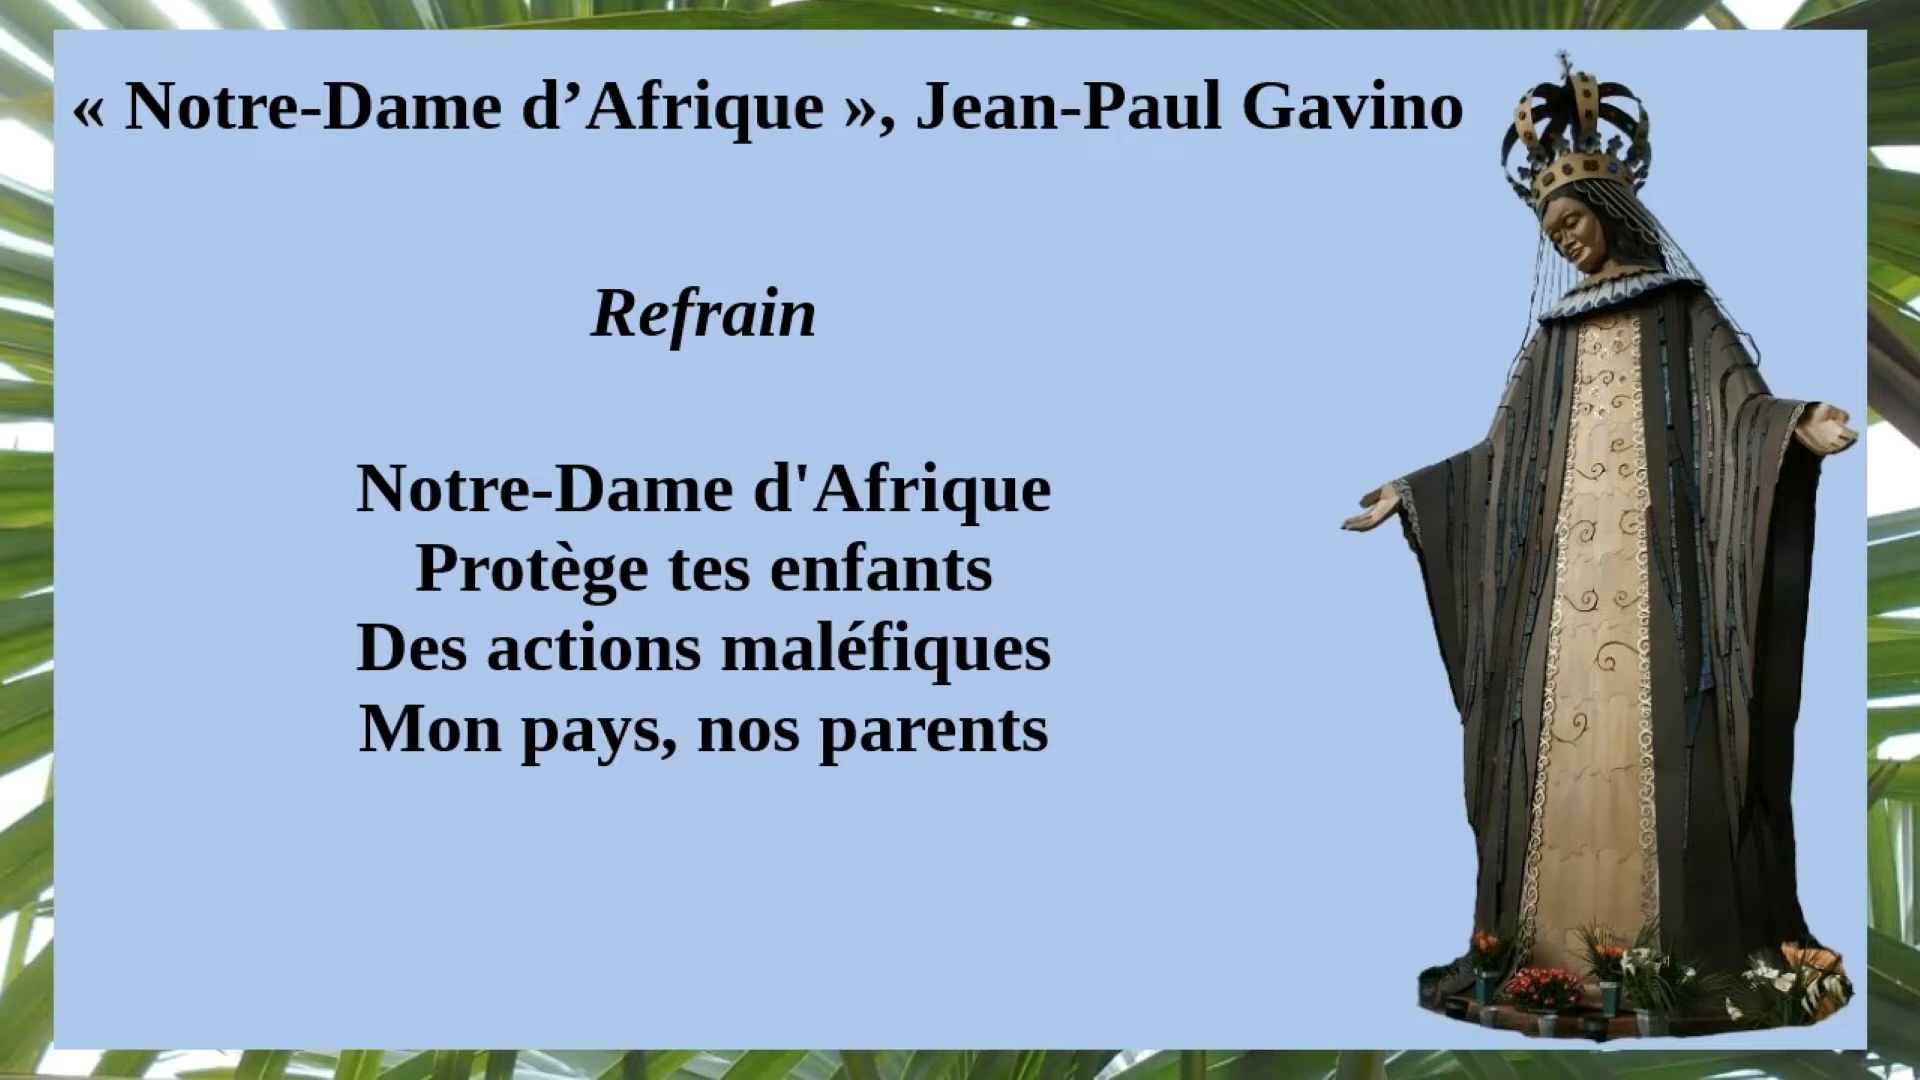 « Notre-Dame d’Afrique », Jean-Paul Gavino
Refrain
Notre-Dame d'Afrique
Protège tes enfants
Des actions maléfiques
Mon pays, nos parents